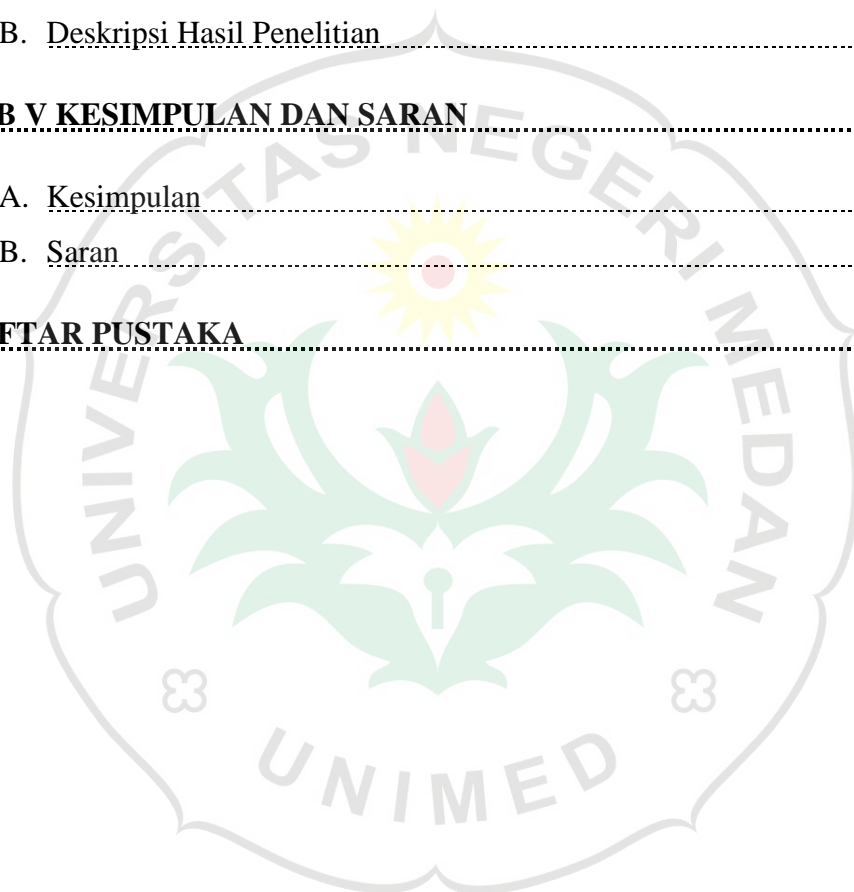 B. Deskripsi Hasil Penelitian
B V KESIMPULAN DAN SARAN
A. Kesimpulan
B. Saran
FTAR PUSTAKA
UNIVERSITAS NEGERI MEDAN
UNIMED